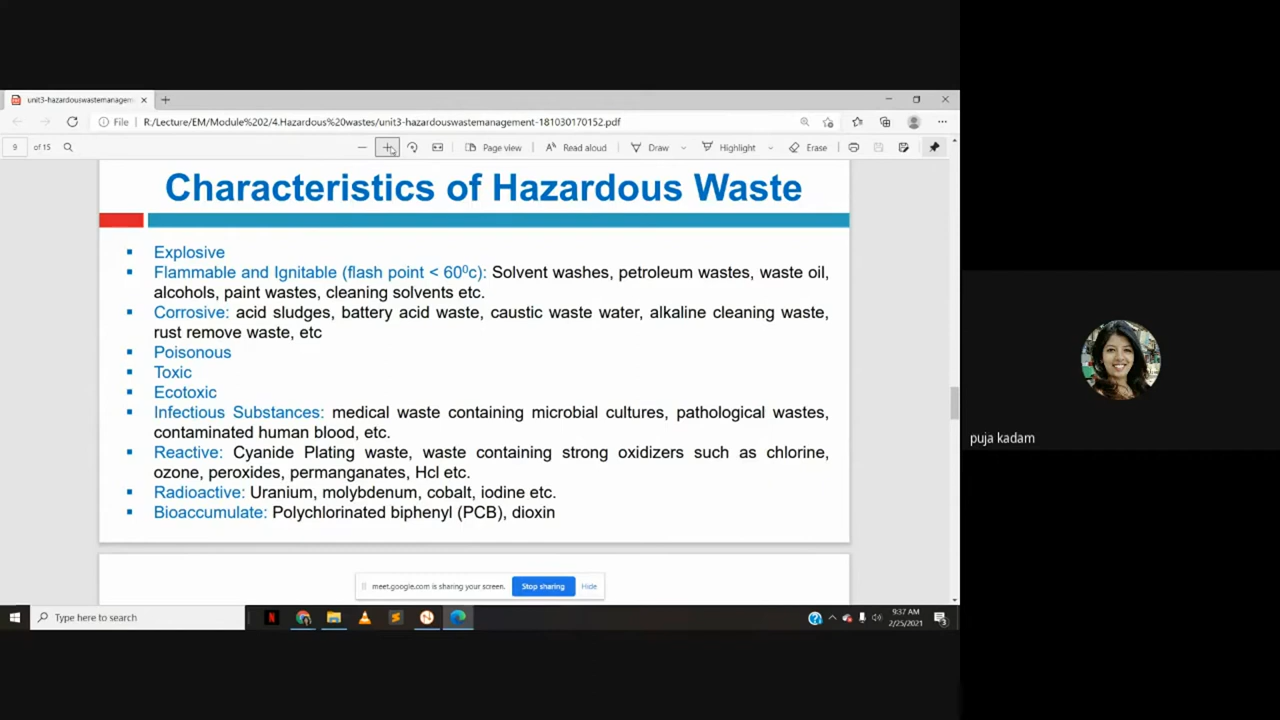 unit3-hazardouswastemanagem
File R:/Lecture/EM/Module%202/4.Hazardous%20wastes/unit3-hazardouswastemanagement-181030170152.pdf
9 of 15 Page view Read aloud Draw Highlight Erase
Characteristics of Hazardous Waste
▪ Explosive
▪ Flammable and Ignitable (flash point < 60⁰c): Solvent washes, petroleum wastes, waste oil,
alcohols, paint wastes, cleaning solvents etc.
▪ Corrosive: acid sludges, battery acid waste, caustic waste water, alkaline cleaning waste,
rust remove waste, etc
▪ Poisonous
▪ Toxic
▪ Ecotoxic
▪ Infectious Substances: medical waste containing microbial cultures, pathological wastes,
contaminated human blood, etc.
▪ Reactive: Cyanide Plating waste, waste containing strong oxidizers such as chlorine,
ozone, peroxides, permanganates, Hcl etc.
▪ Radioactive: Uranium, molybdenum, cobalt, iodine etc.
▪ Bioaccumulate: Polychlorinated biphenyl (PCB), dioxin
puja kadam
meet.google.com is sharing your screen. Stop sharing Hide
Type here to search
9:37 AM
2/25/2021
3